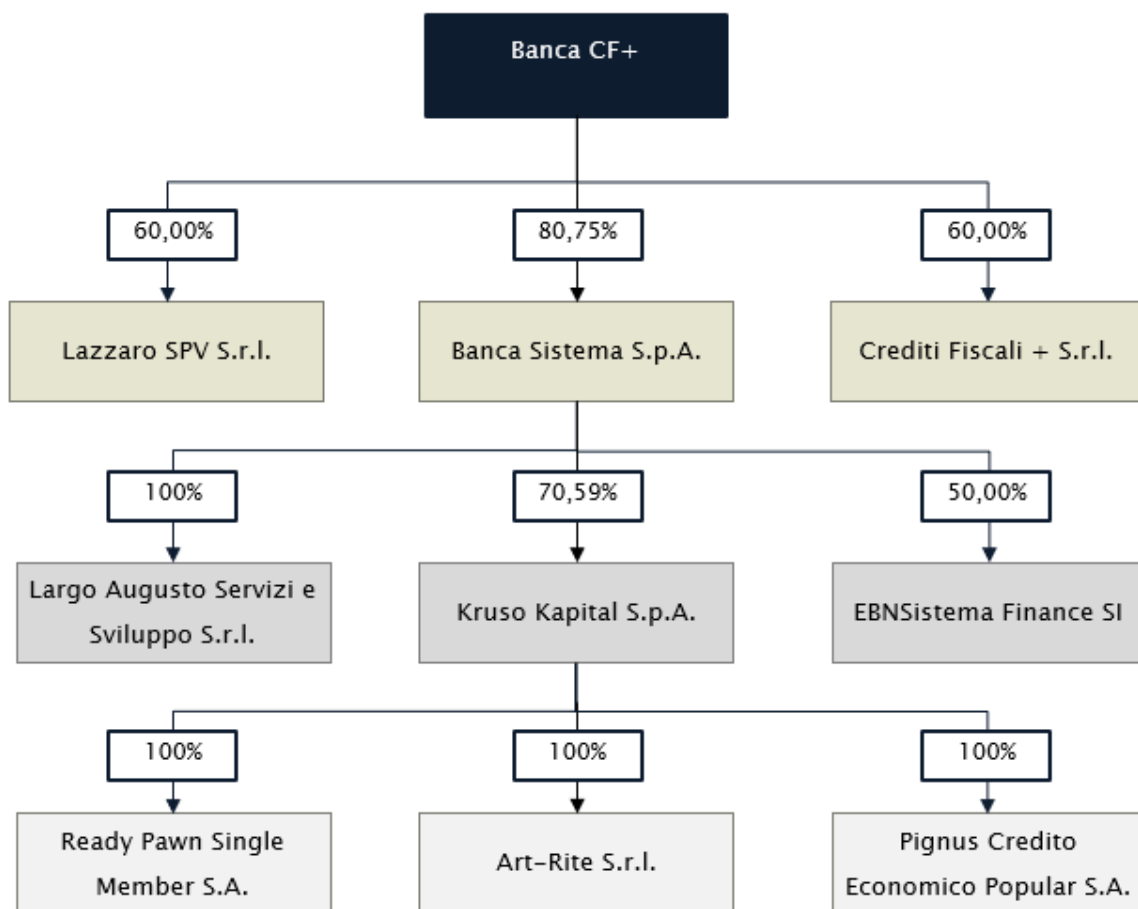 Banca CF+
60,00%
80,75%
60,00%
Lazzaro SPV S.r.l.
Banca Sistema S.p.A.
Crediti Fiscali + S.r.l.
100%
70,59%
50,00%
Largo Augusto Servizi e
Sviluppo S.r.l.
Kruso Kapital S.p.A.
EBNSistema Finance SI
100%
100%
100%
Ready Pawn Single
Member S.A.
Art-Rite S.r.l.
Pignus Credito
Economico Popular S.A.